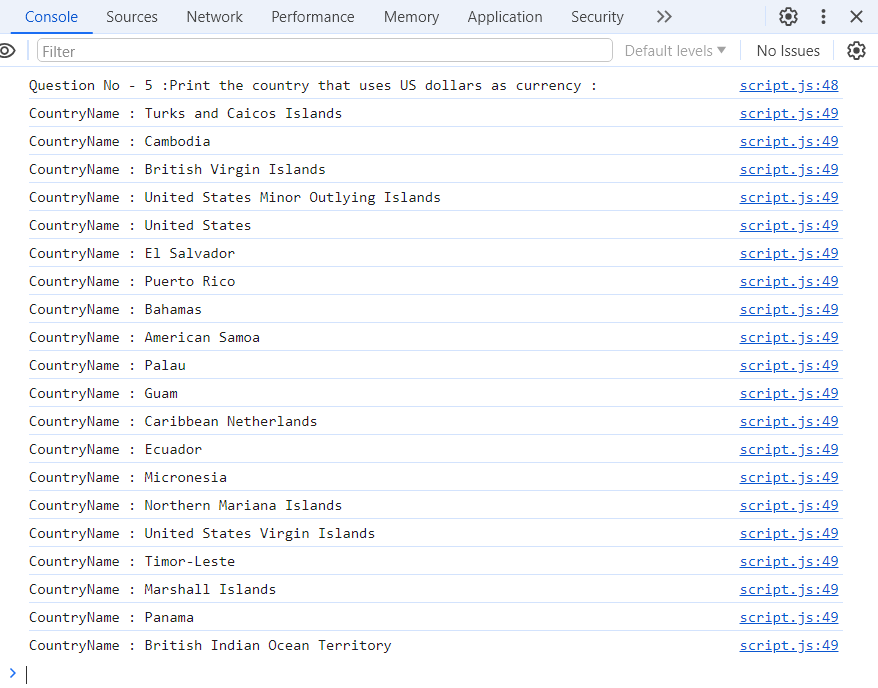 Console Sources Network Performance Memory Application Security
Filter Default levels No Issues
Question No - 5 :Print the country that uses US dollars as currency : script.js:48
CountryName : Turks and Caicos Islands script.js:49
CountryName : Cambodia script.js:49
CountryName : British Virgin Islands script.js:49
CountryName : United States Minor Outlying Islands script.js:49
CountryName : United States script.js:49
CountryName : El Salvador script.js:49
CountryName : Puerto Rico script.js:49
CountryName : Bahamas script.js:49
CountryName : American Samoa script.js:49
CountryName : Palau script.js:49
CountryName : Guam script.js:49
CountryName : Caribbean Netherlands script.js:49
CountryName : Ecuador script.js:49
CountryName : Micronesia script.js:49
CountryName : Northern Mariana Islands script.js:49
CountryName : United States Virgin Islands script.js:49
CountryName : Timor-Leste script.js:49
CountryName : Marshall Islands script.js:49
CountryName : Panama script.js:49
CountryName : British Indian Ocean Territory script.js:49